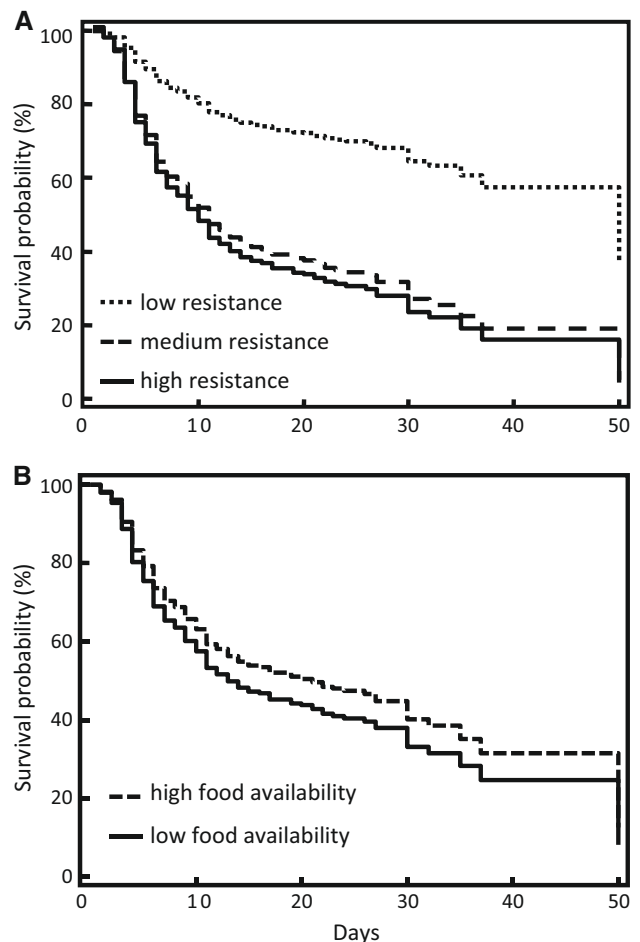 A
Survival probability (%)
100
80
60
40
20
0
low resistance
medium resistance
high resistance
0 10 20 30 40 50
B
Survival probability (%)
100
80
60
40
20
0
high food availability
low food availability
0 10 20 30 40 50
Days